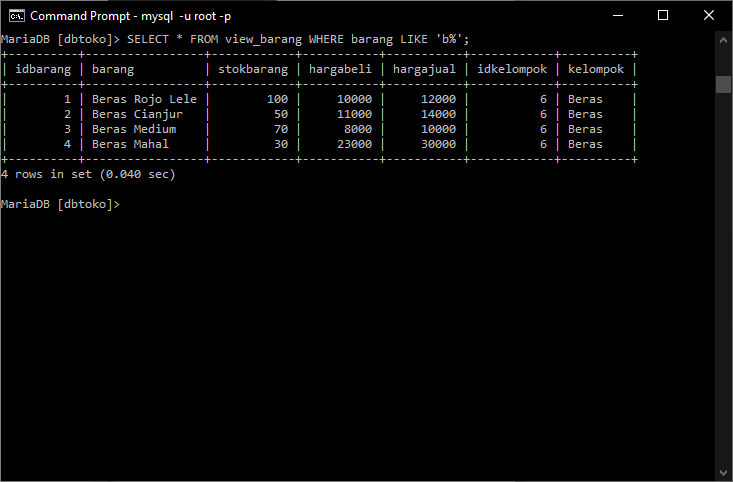 Command Prompt - mysql -u root -p
MariaDB [dbtoko]> SELECT * FROM view_barang WHERE barang LIKE 'b%';
+----------+-----------------+------------+-----------+-----------+------------+----------+
| idbarang | barang          | stokbarang | hargabeli | hargajual | idkelompok | kelompok |
+----------+-----------------+------------+-----------+-----------+------------+----------+
|        1 | Beras Rojo Lele |        100 |     10000 |     12000 |          6 | Beras    |
|        2 | Beras Cianjur   |         50 |     11000 |     14000 |          6 | Beras    |
|        3 | Beras Medium    |         70 |      8000 |     10000 |          6 | Beras    |
|        4 | Beras Mahal     |         30 |     23000 |     30000 |          6 | Beras    |
+----------+-----------------+------------+-----------+-----------+------------+----------+
4 rows in set (0.040 sec)
MariaDB [dbtoko]>